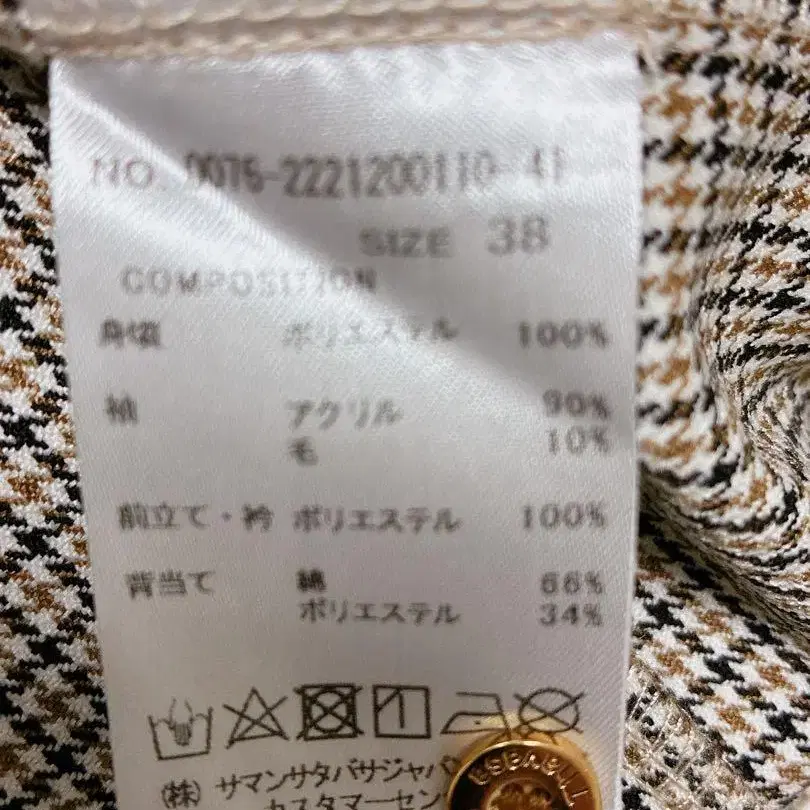 NO. 0076-2221200110-41
SIZE 38
COMPOSITION
身頃 ポリエステル 100%
袖 アクリル 90%
毛 10%
前立て・衿 ポリエステル 100%
背当て 綿 66%
ポリエステル 34%
(株) サマンサタバサジャパ
カスタマーセン